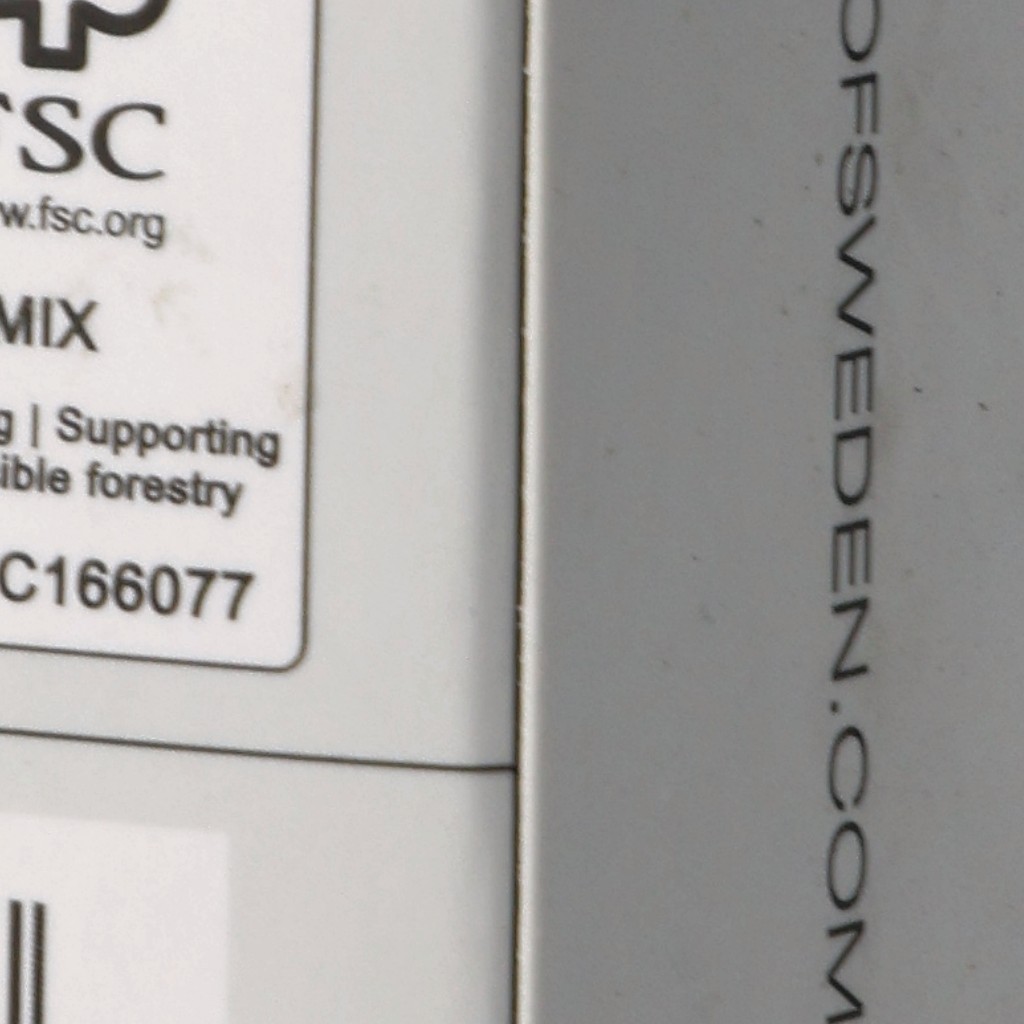 FSC
w.fsc.org
MIX
g | Supporting
ible forestry
C166077
OFSWEDEN.COM